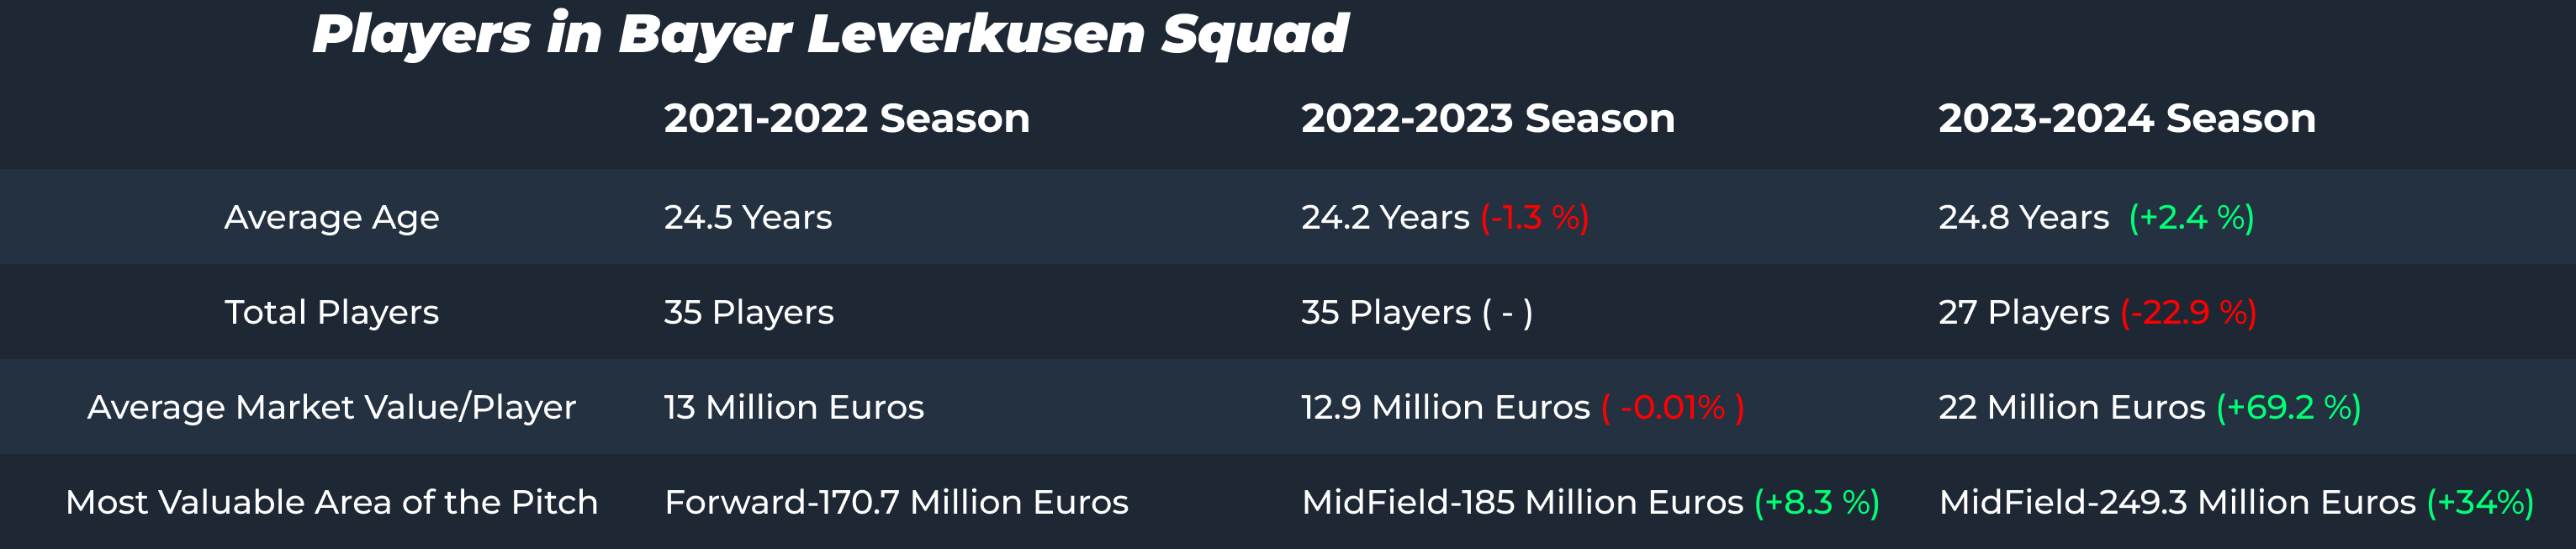 Players in Bayer Leverkusen Squad
2021-2022 Season 2022-2023 Season 2023-2024 Season
Average Age 24.5 Years 24.2 Years (-1.3 %) 24.8 Years (+2.4 %)
Total Players 35 Players 35 Players ( - ) 27 Players (-22.9 %)
Average Market Value/Player 13 Million Euros 12.9 Million Euros ( -0.01% ) 22 Million Euros (+69.2 %)
Most Valuable Area of the Pitch Forward-170.7 Million Euros MidField-185 Million Euros (+8.3 %) MidField-249.3 Million Euros (+34%)